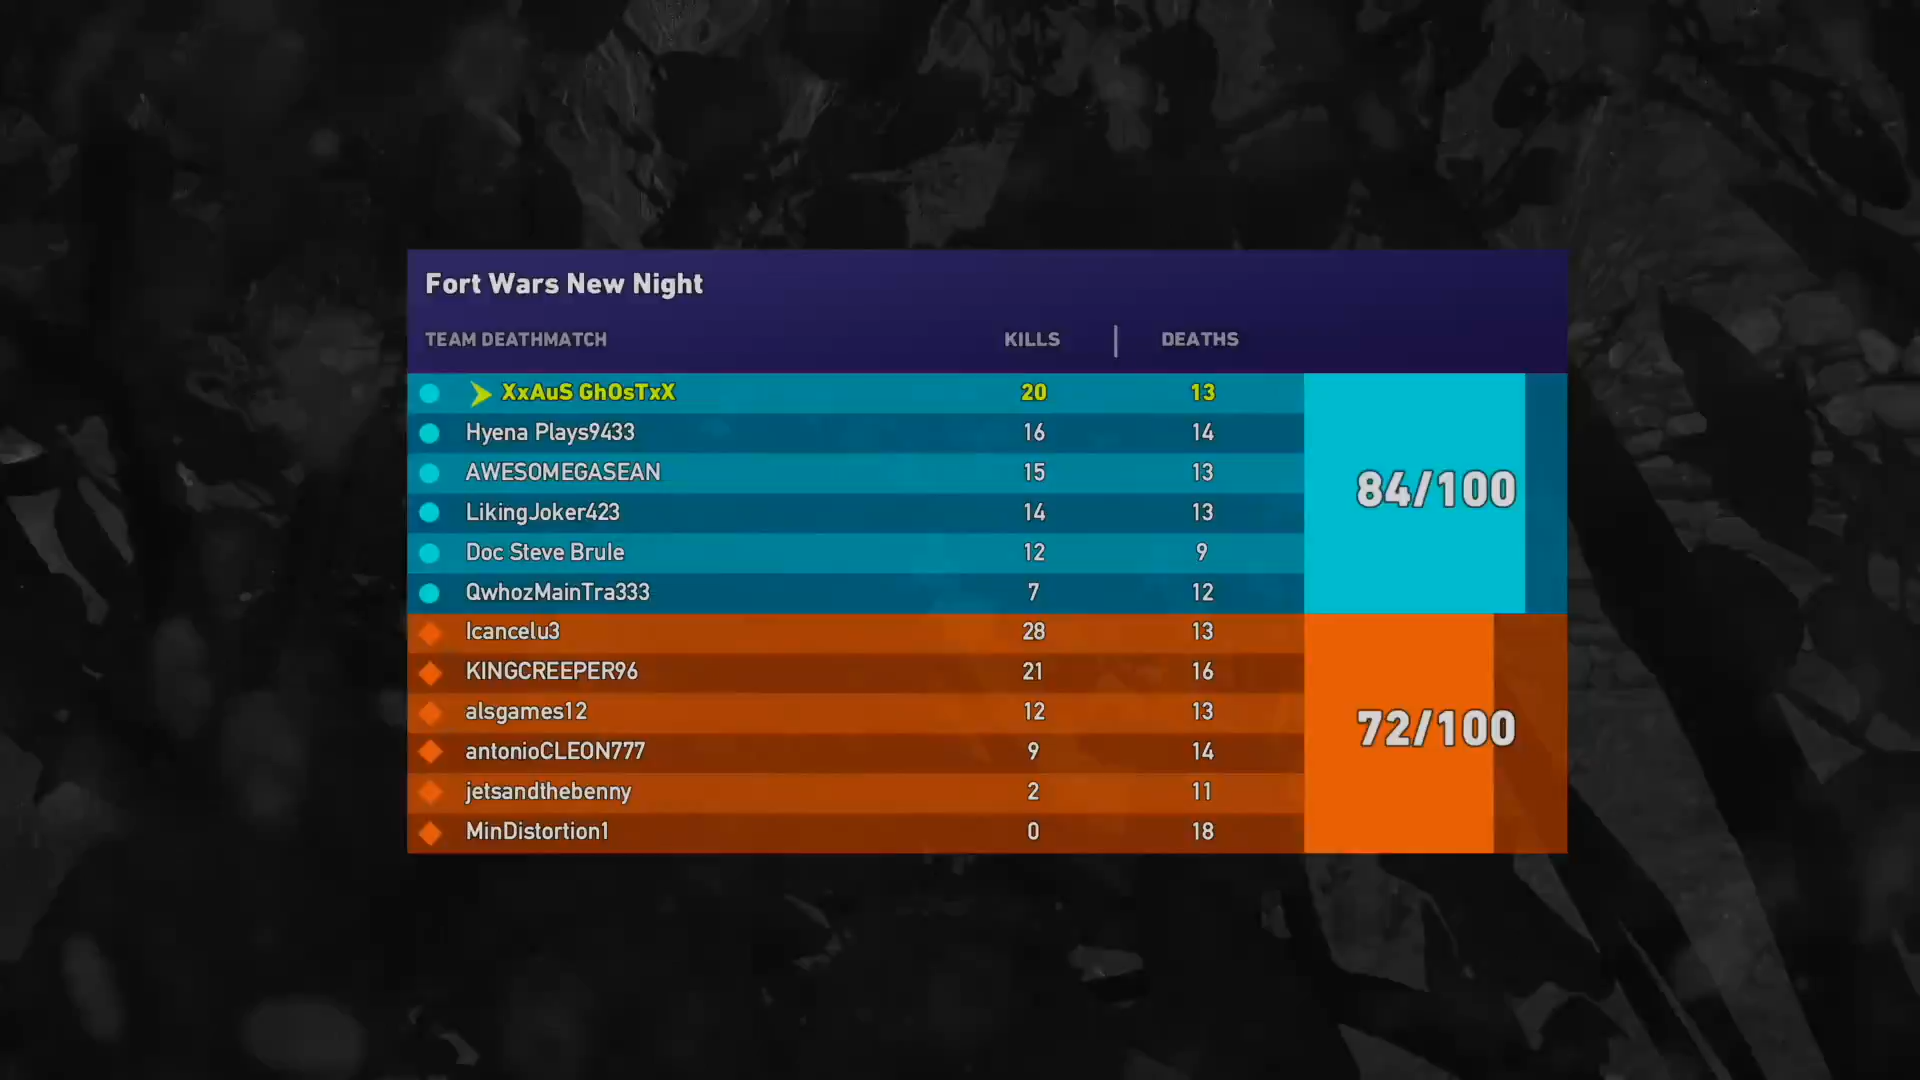 Fort Wars New Night
TEAM DEATHMATCH KILLS | DEATHS
XxAuS GhOsTxX 20 13
Hyena Plays9433 16 14
AWESOMEGASEAN 15 13
LikingJoker423 14 13
Doc Steve Brule 12 9
QwhozMainTra333 7 12
84/100
Icancelu3 28 13
KINGCREEPER96 21 16
alsgames12 12 13
antonioCLEON777 9 14
jetsandthebenny 2 11
MinDistortion1 0 18
72/100